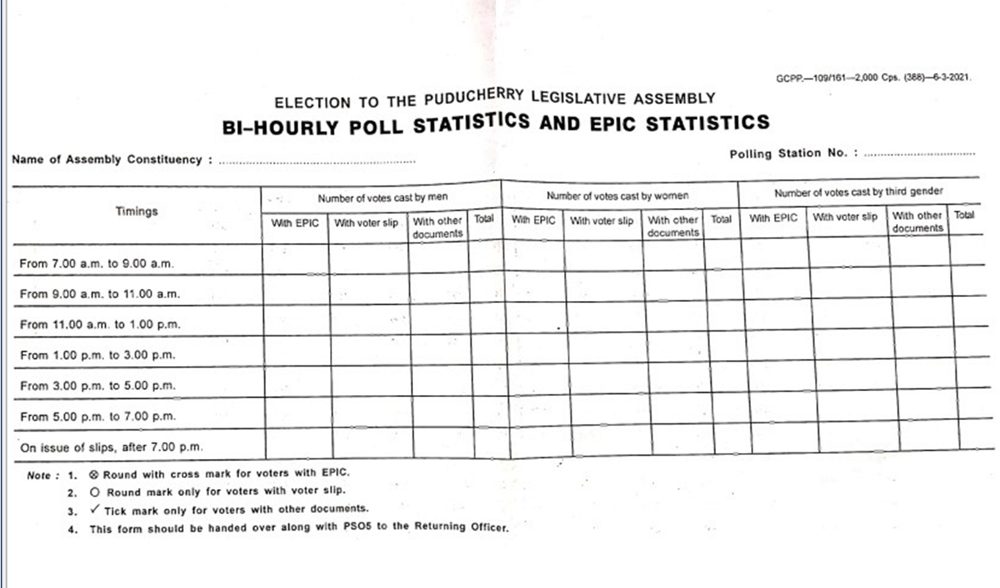 GCPP.—109/161—2,000 Cps. (388)—6-3-2021.
ELECTION TO THE PUDUCHERRY LEGISLATIVE ASSEMBLY
BI-HOURLY POLL STATISTICS AND EPIC STATISTICS
Name of Assembly Constituency : ............................................................
Polling Station No. : ..................................
Timings
Number of votes cast by men
Number of votes cast by women
Number of votes cast by third gender
With EPIC With voter slip With other documents Total With EPIC With voter slip With other documents Total With EPIC With voter slip With other documents Total
From 7.00 a.m. to 9.00 a.m.
From 9.00 a.m. to 11.00 a.m.
From 11.00 a.m. to 1.00 p.m.
From 1.00 p.m. to 3.00 p.m.
From 3.00 p.m. to 5.00 p.m.
From 5.00 p.m. to 7.00 p.m.
On issue of slips, after 7.00 p.m.
Note : 1. ⊗ Round with cross mark for voters with EPIC.
2. O Round mark only for voters with voter slip.
3. ✓ Tick mark only for voters with other documents.
4. This form should be handed over along with PSO5 to the Returning Officer.